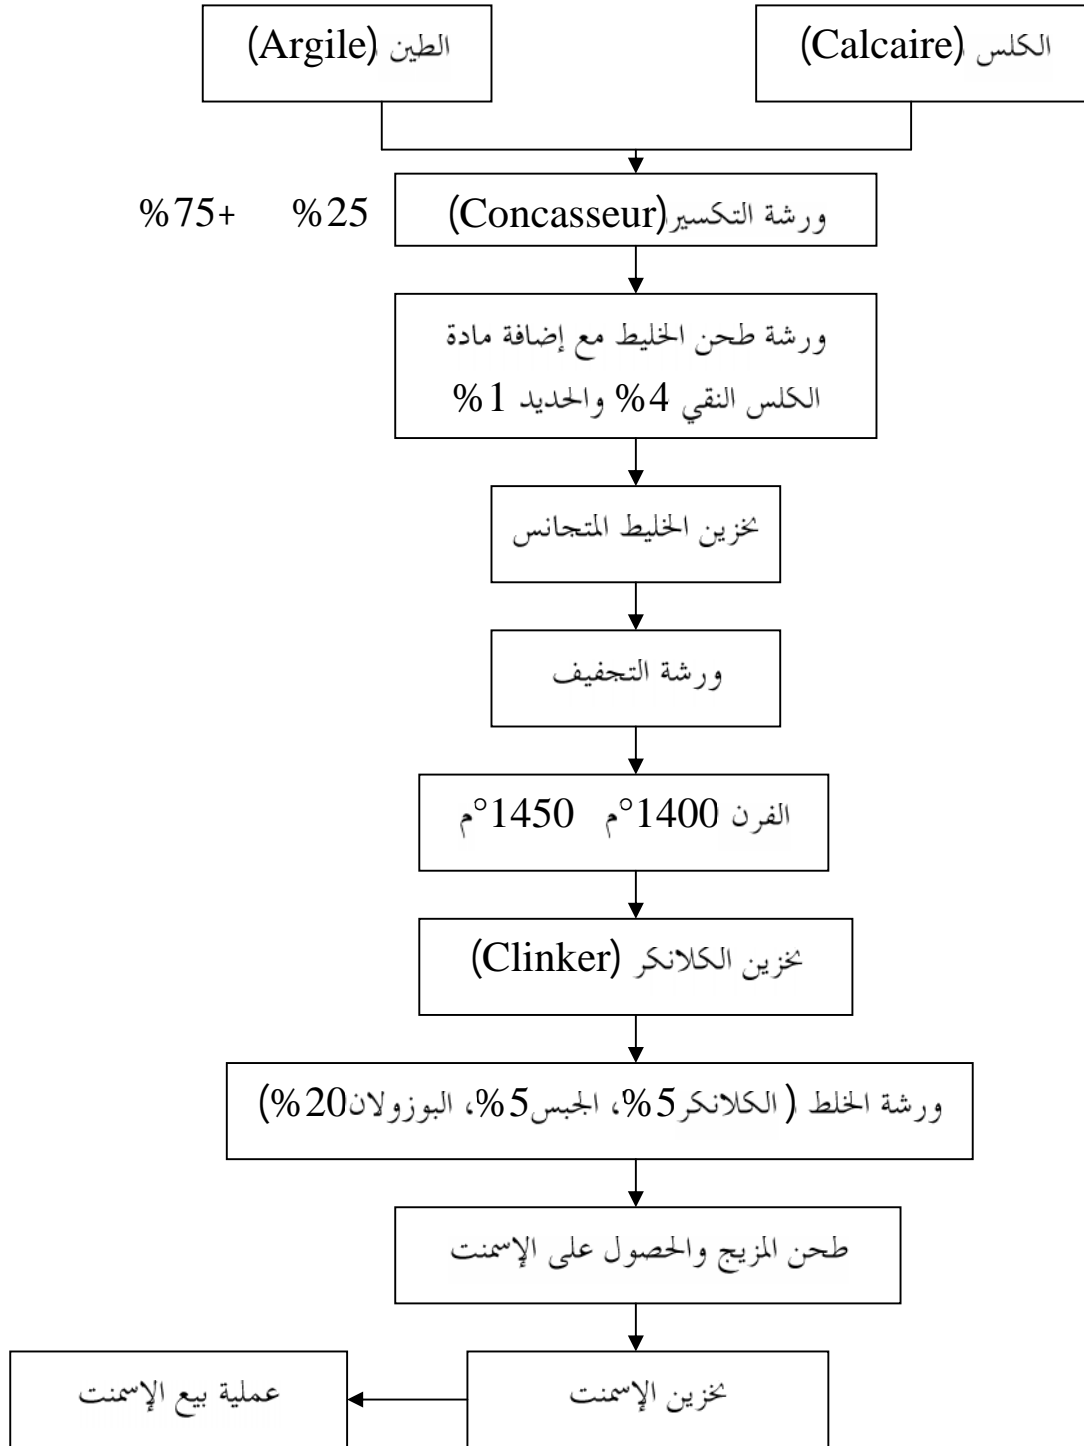 الكلس (Calcaire)
الطين (Argile)
ورشة التكسير(Concasseur)
%25 +%75
ورشة طحن الخليط مع إضافة مادة
الكلس النقي 4% والحديد 1%
تخزين الخليط المتجانس
ورشة التجفيف
الفرن 1400°م 1450°م
تخزين الكلانكر (Clinker)
ورشة الخلط ( الكلانكر5%، الجبس5%، البوزولان20%)
طحن المزيج والحصول على الإسمنت
تخزين الإسمنت
عملية بيع الإسمنت